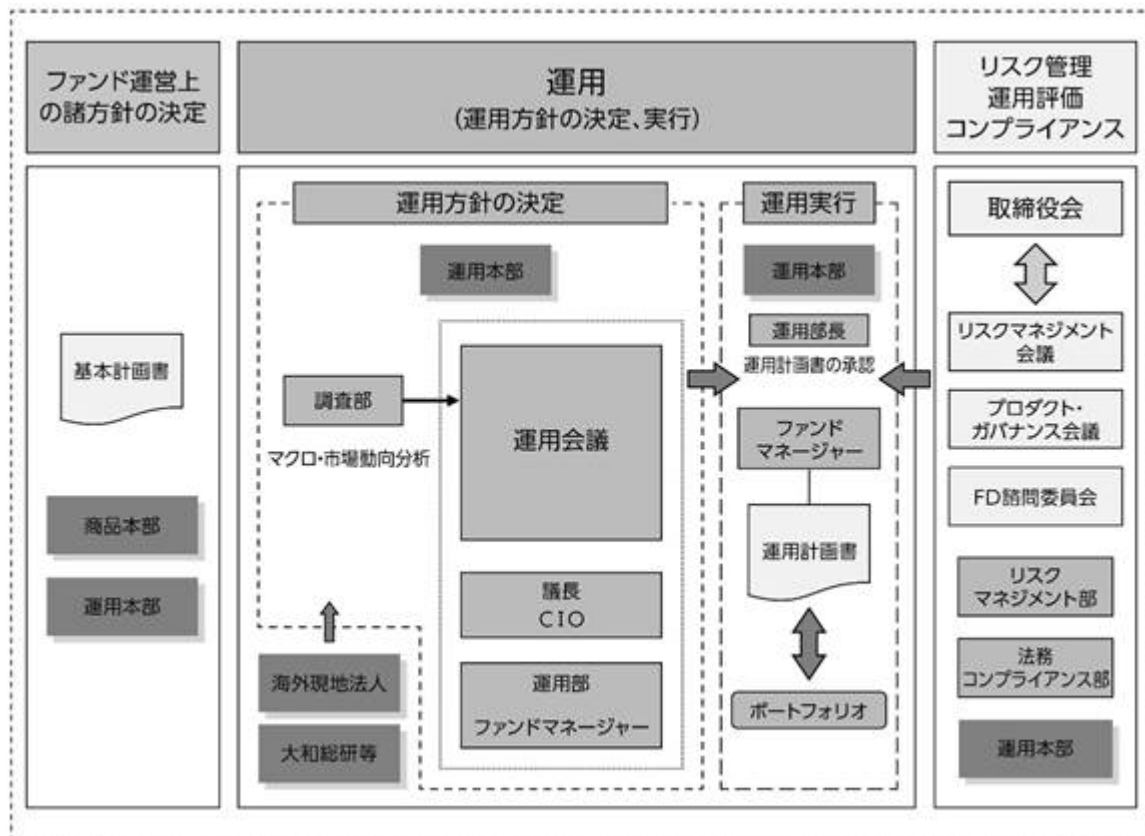 ファンド運営上
の諸方針の決定
運用
(運用方針の決定、実行)
リスク管理
運用評価
コンプライアンス
基本計画書
商品本部
運用本部
運用方針の決定
運用本部
調査部
マクロ・市場動向分析
運用会議
議長
CIO
運用部
ファンドマネージャー
海外現地法人
大和総研等
運用実行
運用本部
運用部長
運用計画書の承認
ファンド
マネージャー
運用計画書
ポートフォリオ
取締役会
リスクマネジメント
会議
プロダクト・
ガバナンス会議
FD諮問委員会
リスク
マネジメント部
法務
コンプライアンス部
運用本部